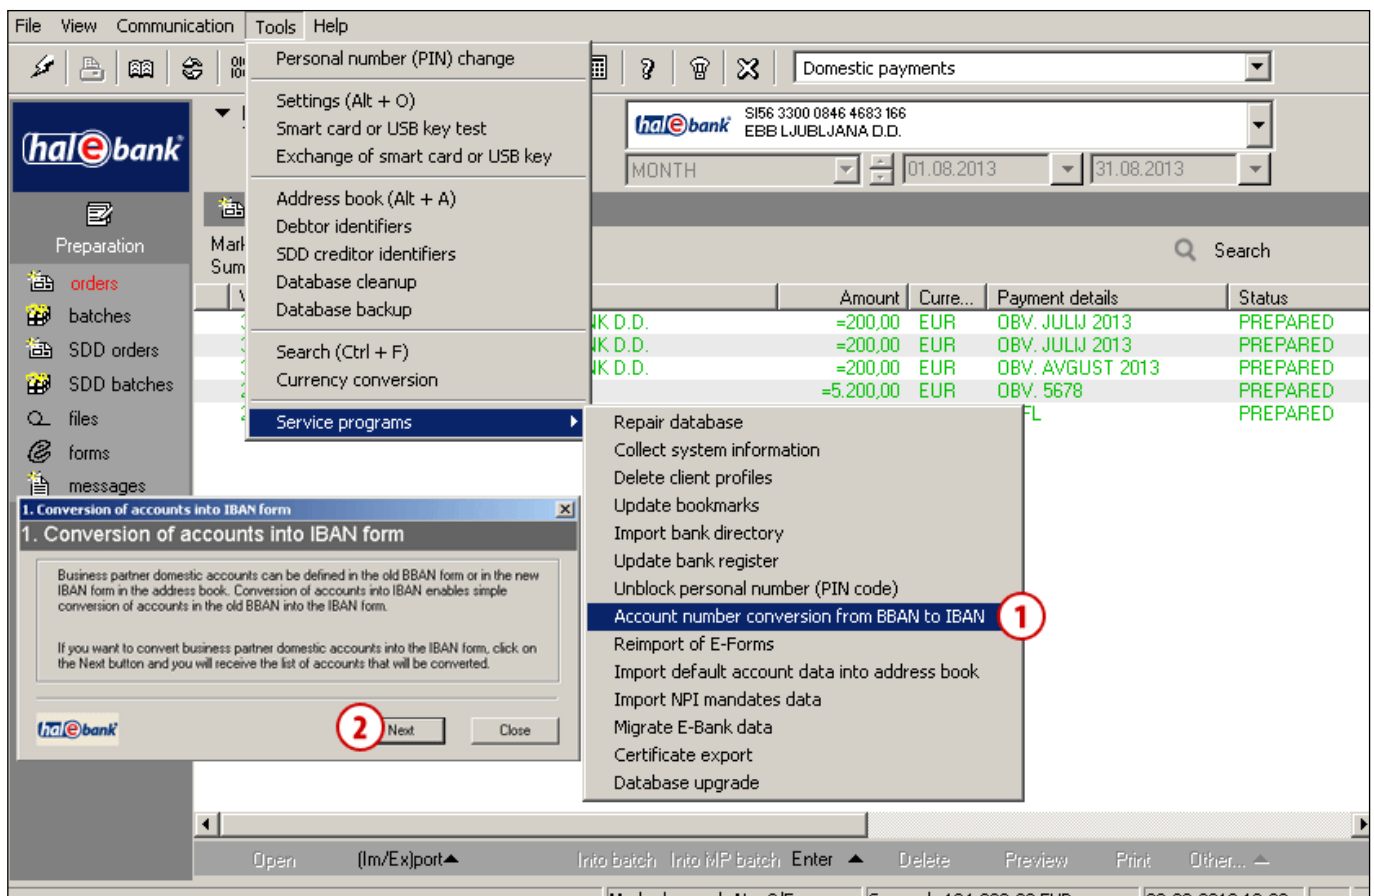 File View Communication Tools Help
Personal number (PIN) change
Settings (Alt + O)
Smart card or USB key test
Exchange of smart card or USB key
Address book (Alt + A)
Debtor identifiers
SDD creditor identifiers
Database cleanup
Database backup
Search (Ctrl + F)
Currency conversion
Service programs
Domestic payments
halebank
halebank
SI56 3300 0846 4683 166
EBB LJUBLJANA D.D.
MONTH 01.08.2013 31.08.2013
Preparation
orders
batches
SDD orders
SDD batches
files
forms
messages
Search
Amount Curre... Payment details Status
NK D.D. =200,00 EUR OBV. JULIJ 2013 PREPARED
NK D.D. =200,00 EUR OBV. JULIJ 2013 PREPARED
NK D.D. =200,00 EUR OBV. AVGUST 2013 PREPARED
=5.200,00 EUR OBV. 5678 PREPARED
FL PREPARED
Repair database
Collect system information
Delete client profiles
Update bookmarks
Import bank directory
Update bank register
Unblock personal number (PIN code)
Account number conversion from BBAN to IBAN
1
Reimport of E-Forms
Import default account data into address book
Import NPI mandates data
Migrate E-Bank data
Certificate export
Database upgrade
1. Conversion of accounts into IBAN form
1. Conversion of accounts into IBAN form
Business partner domestic accounts can be defined in the old BBAN form or in the new
IBAN form in the address book. Conversion of accounts into IBAN enables simple
conversion of accounts in the old BBAN into the IBAN form.
If you want to convert business partner domestic accounts into the IBAN form, click on
the Next button and you will receive the list of accounts that will be converted.
halebank
2
Next Close
Open (Im/Ex)port Into batch Into MP batch Enter Delete Preview Print Other...